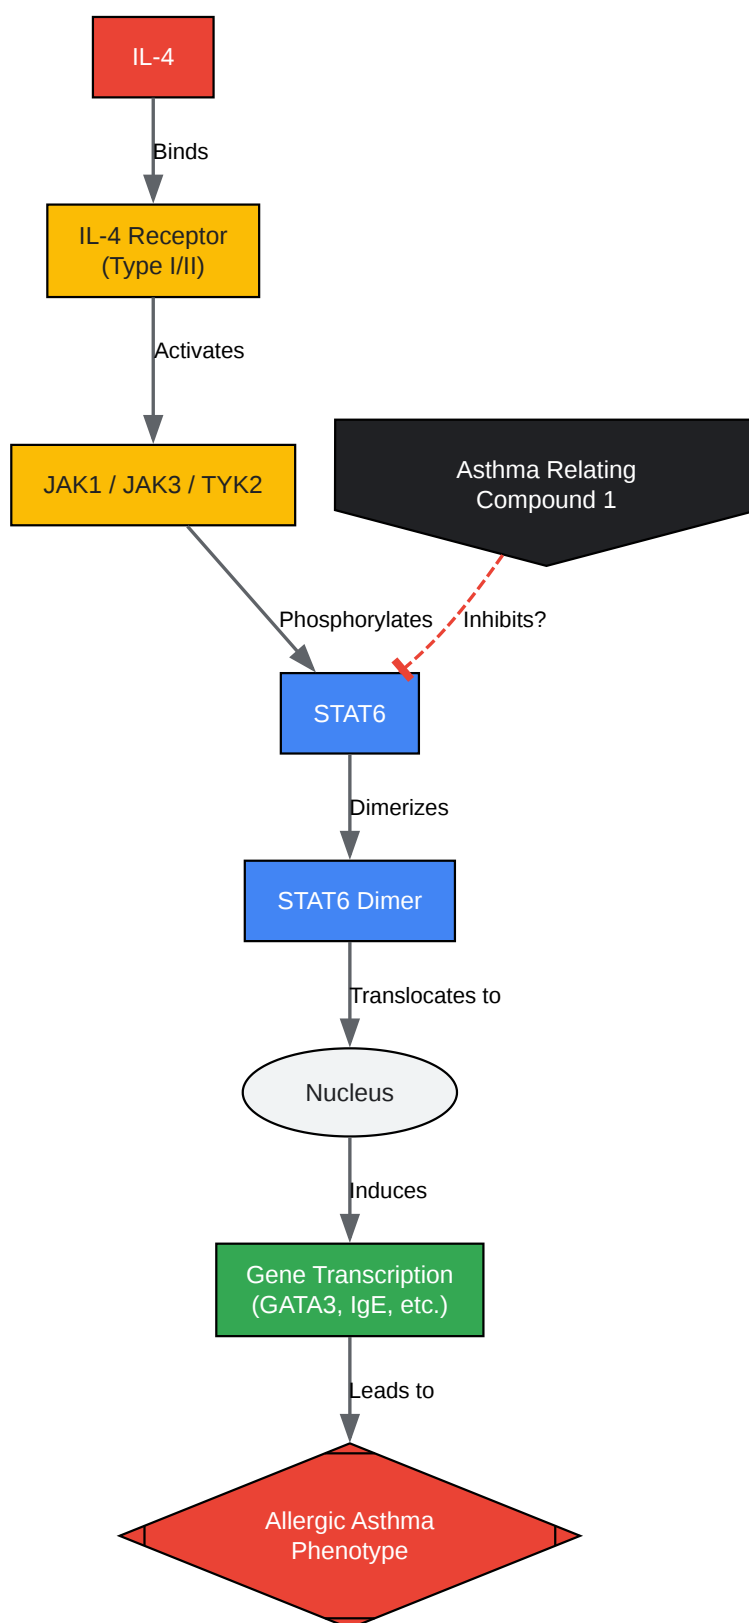 IL-4
Binds
IL-4 Receptor
(Type I/II)
Activates
JAK1 / JAK3 / TYK2
Asthma Relating
Compound 1
Phosphorylates
Inhibits?
STAT6
Dimerizes
STAT6 Dimer
Translocates to
Nucleus
Induces
Gene Transcription
(GATA3, IgE, etc.)
Leads to
Allergic Asthma
Phenotype